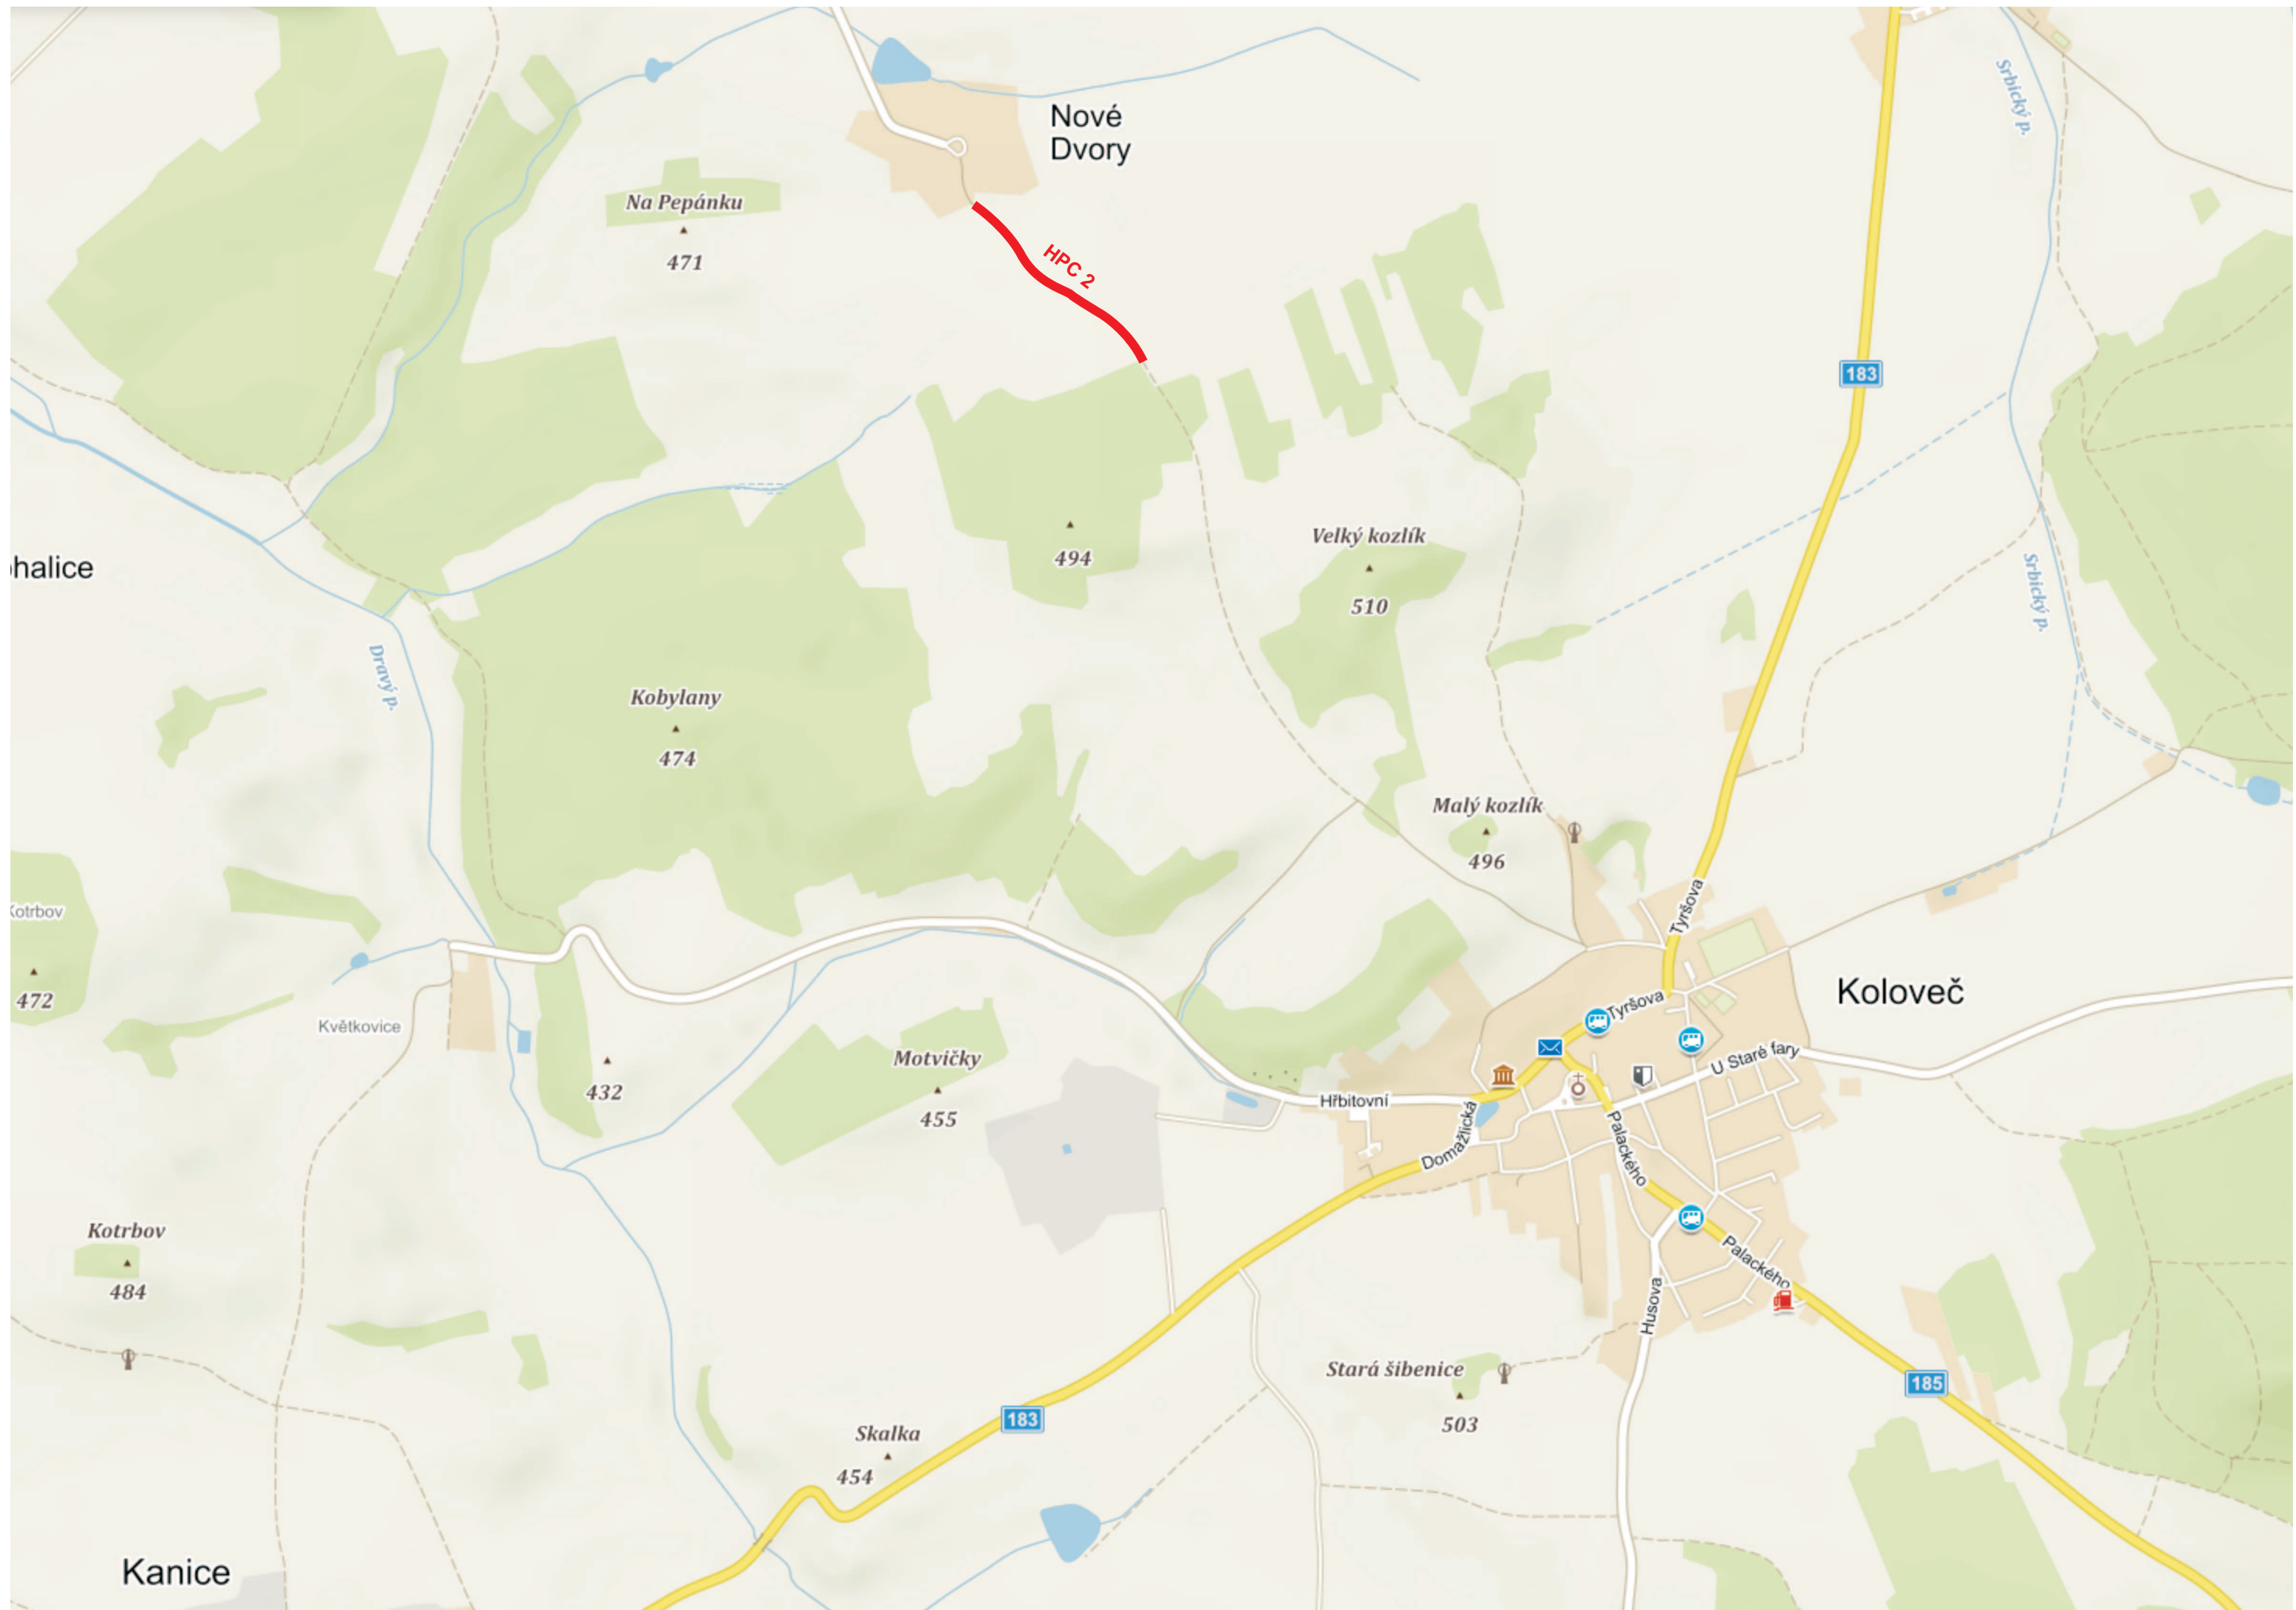 Srbický p.
Nové
Dvory
Na Pepánku
471
HPC 2
183
Velký kozlík
494
510
halice
Srbický p.
Dravý p.
Kobylany
474
Malý kozlík
496
Kotrbov
472
Tyršova
Koloveč
Tyršova
Květkovice
Motvičky
455
432
U Staré fary
Hřbitovní
Domažlická
Palackého
Kotrbov
484
Palackého
Husova
Stará šibenice
503
185
183
Skalka
454
Kanice